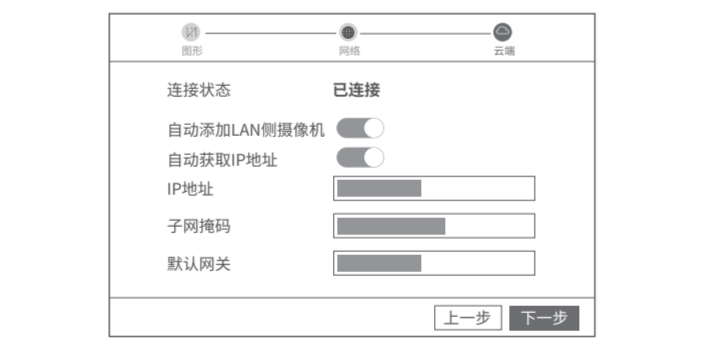 图形
网络
云端
连接状态 已连接
自动添加LAN侧摄像机
自动获取IP地址
IP地址
子网掩码
默认网关
上一步 下一步